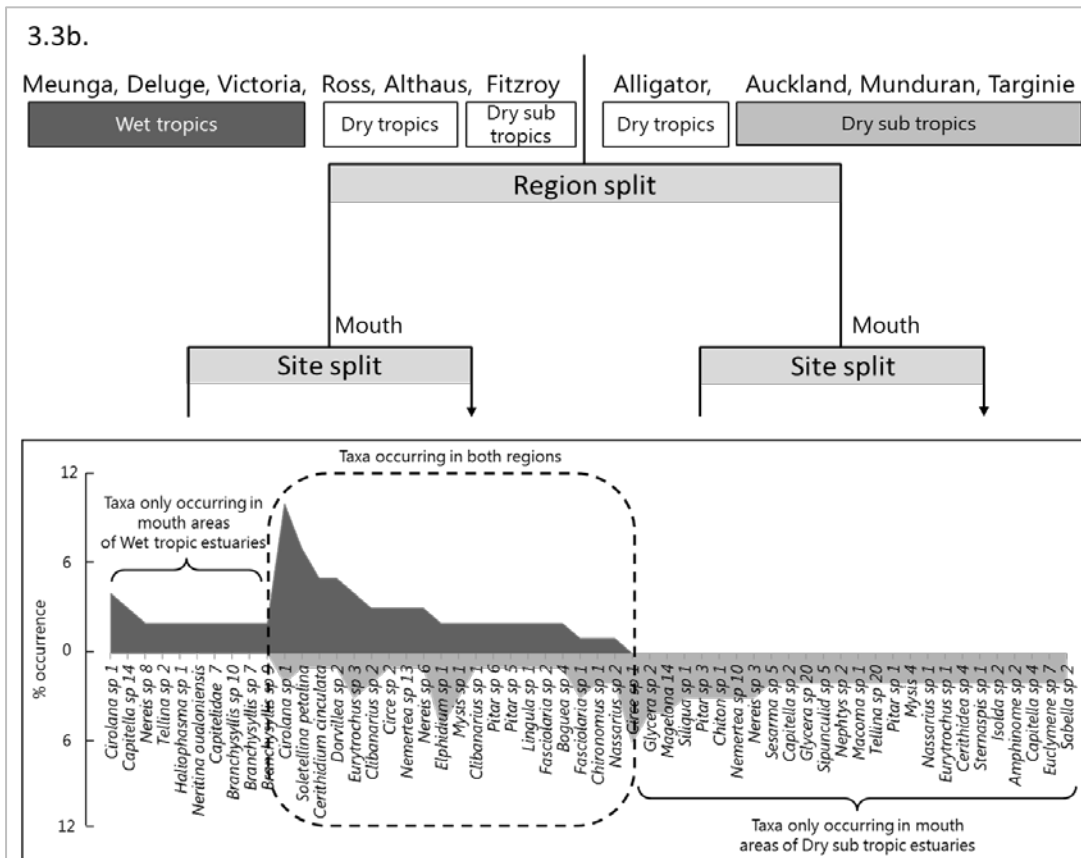 3.3b.
Meunga, Deluge, Victoria, Ross, Althaus, Fitzroy Alligator, Auckland, Munduran, Targinie
Wet tropics
Dry tropics
Dry sub
tropics
Dry tropics
Dry sub tropics
Region split
Mouth
Mouth
Site split
Site split
Taxa occurring in both regions
Taxa only occurring in
mouth areas
of Wet tropic estuaries
% occurrence
12
6
0
6
12
Cirolana sp 1
Capitella sp 14
Nereis sp 8
Tellina sp 2
Haliophasma sp 1
Neritina oualoniensis
Capitelidae 7
Branchysyllis sp 10
Branchysyllis sp 7
Branchysyllis sp 9
Cirolana sp 1
Soletellina petalina
Cerithidium cinculata
Dorvillea sp 2
Eurytrochus sp 3
Clibanarius sp 2
Circe sp 2
Nemertea sp 13
Nereis sp 6
Elphidium sp 1
Mysis sp 1
Clibanarius sp 1
Pitar sp 6
Pitar sp 5
Lingula sp 1
Fasciolaria sp 2
Boguea sp 4
Fasciolaria sp 1
Chironomus sp 1
Nassarius sp 2
Circe sp 1
Glycera sp 2
Magelona 14
Siliqua sp 1
Pitar sp 3
Chiton sp 1
Nemertea sp 10
Nereis sp 3
Sesarma sp 5
Capitella sp 2
Glycera sp 20
Sipunculid sp 5
Nephtys sp 2
Macoma sp 1
Tellina sp 20
Pitar sp 1
Mysis 4
Nassarius sp 1
Eurytrochus sp 1
Cerithidea sp 4
Sternaspis sp 1
Isolda sp 2
Amphinome sp 2
Capitella sp 4
Euclymene sp 7
Sabella sp 2
Taxa only occurring in mouth
areas of Dry sub tropic estuaries